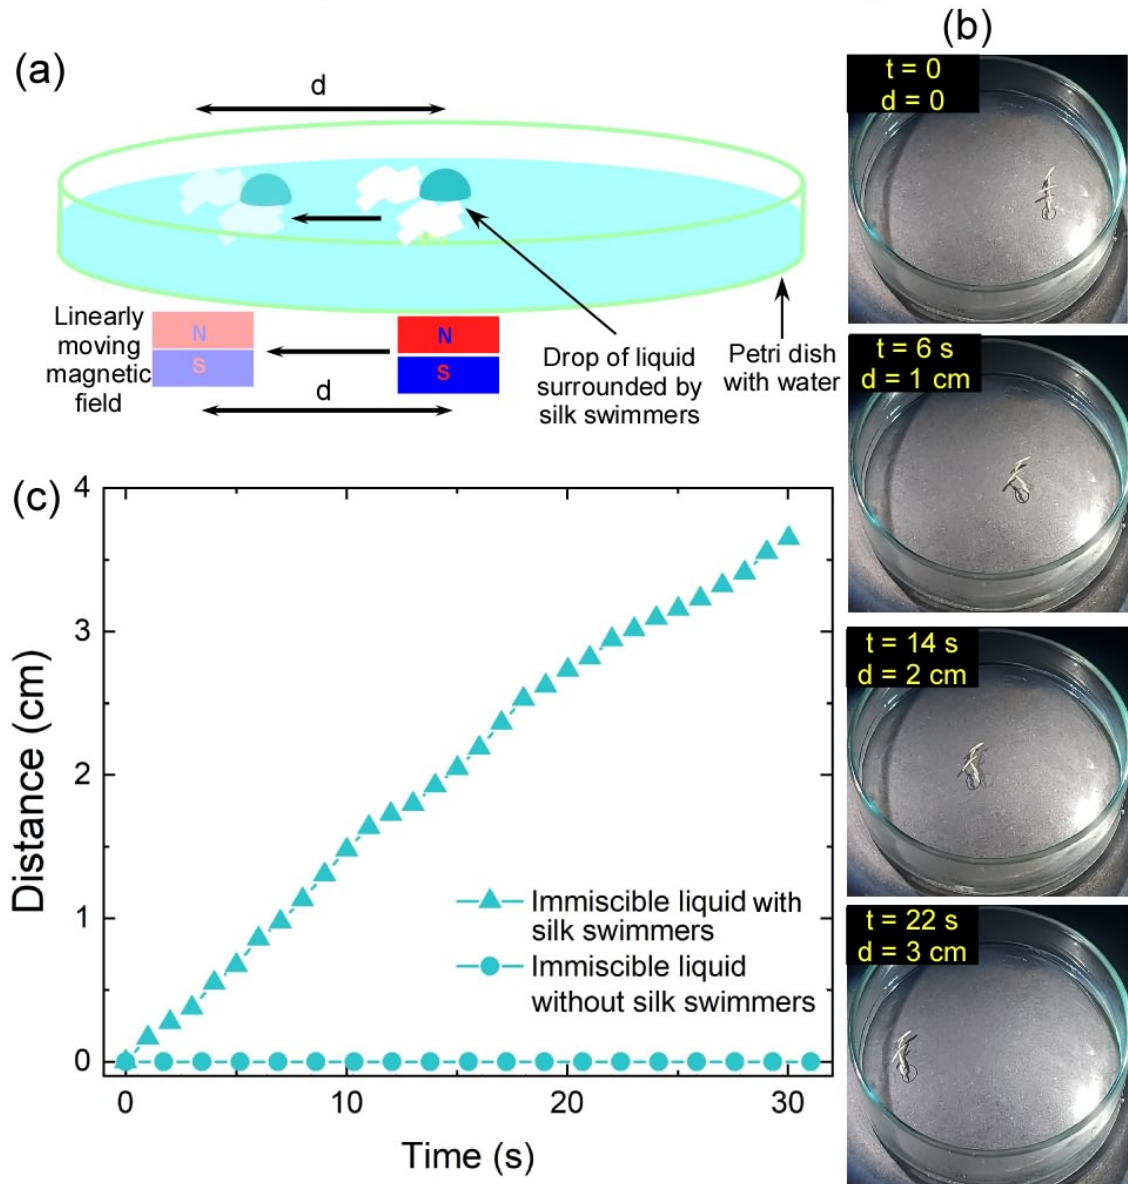 (a)
d
N
S
N
S
Linearly
moving
magnetic
field
d
Drop of liquid
surrounded by
silk swimmers
Petri dish
with water
(b)
t = 0
d = 0
t = 6 s
d = 1 cm
t = 14 s
d = 2 cm
t = 22 s
d = 3 cm
(c)
4
3
2
1
0
Distance (cm)
Immiscible liquid with
silk swimmers
Immiscible liquid
without silk swimmers
0
10
20
30
Time (s)